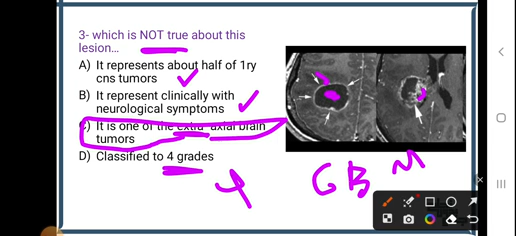 3- which is NOT true about this
lesion...
A) It represents about half of 1ry
cns tumors
B) It represent clinically with
neurological symptoms
C) It is one of the extra-axial brain
tumors
D) Classified to 4 grades
4
GBM